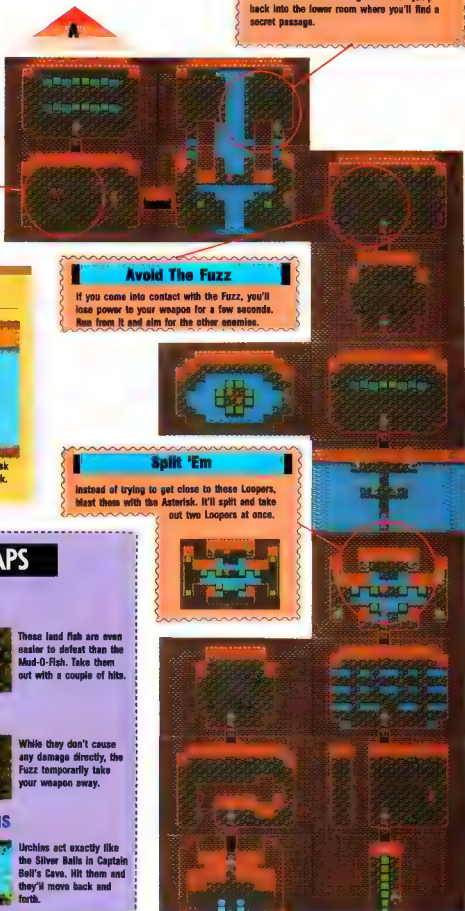 back into the lower room where you'll find a
secret passage.
A
Avoid The Fuzz
If you come into contact with the Fuzz, you'll
lose power to your weapon for a few seconds.
Run from it and aim for the other enemies.
Split 'Em
Instead of trying to get close to these Loopers,
blast them with the Asterisk. It'll split and take
out two Loopers at once.
sk
k.
APS
These land fish are even
easier to defeat than the
Mud-O-Fish. Take them
out with a couple of hits.
While they don't cause
any damage directly, the
Fuzz temporarily take
your weapon away.
NS
Urchins act exactly like
the Silver Balls in Captain
Bell's Cave. Hit them and
they'll move back and
forth.